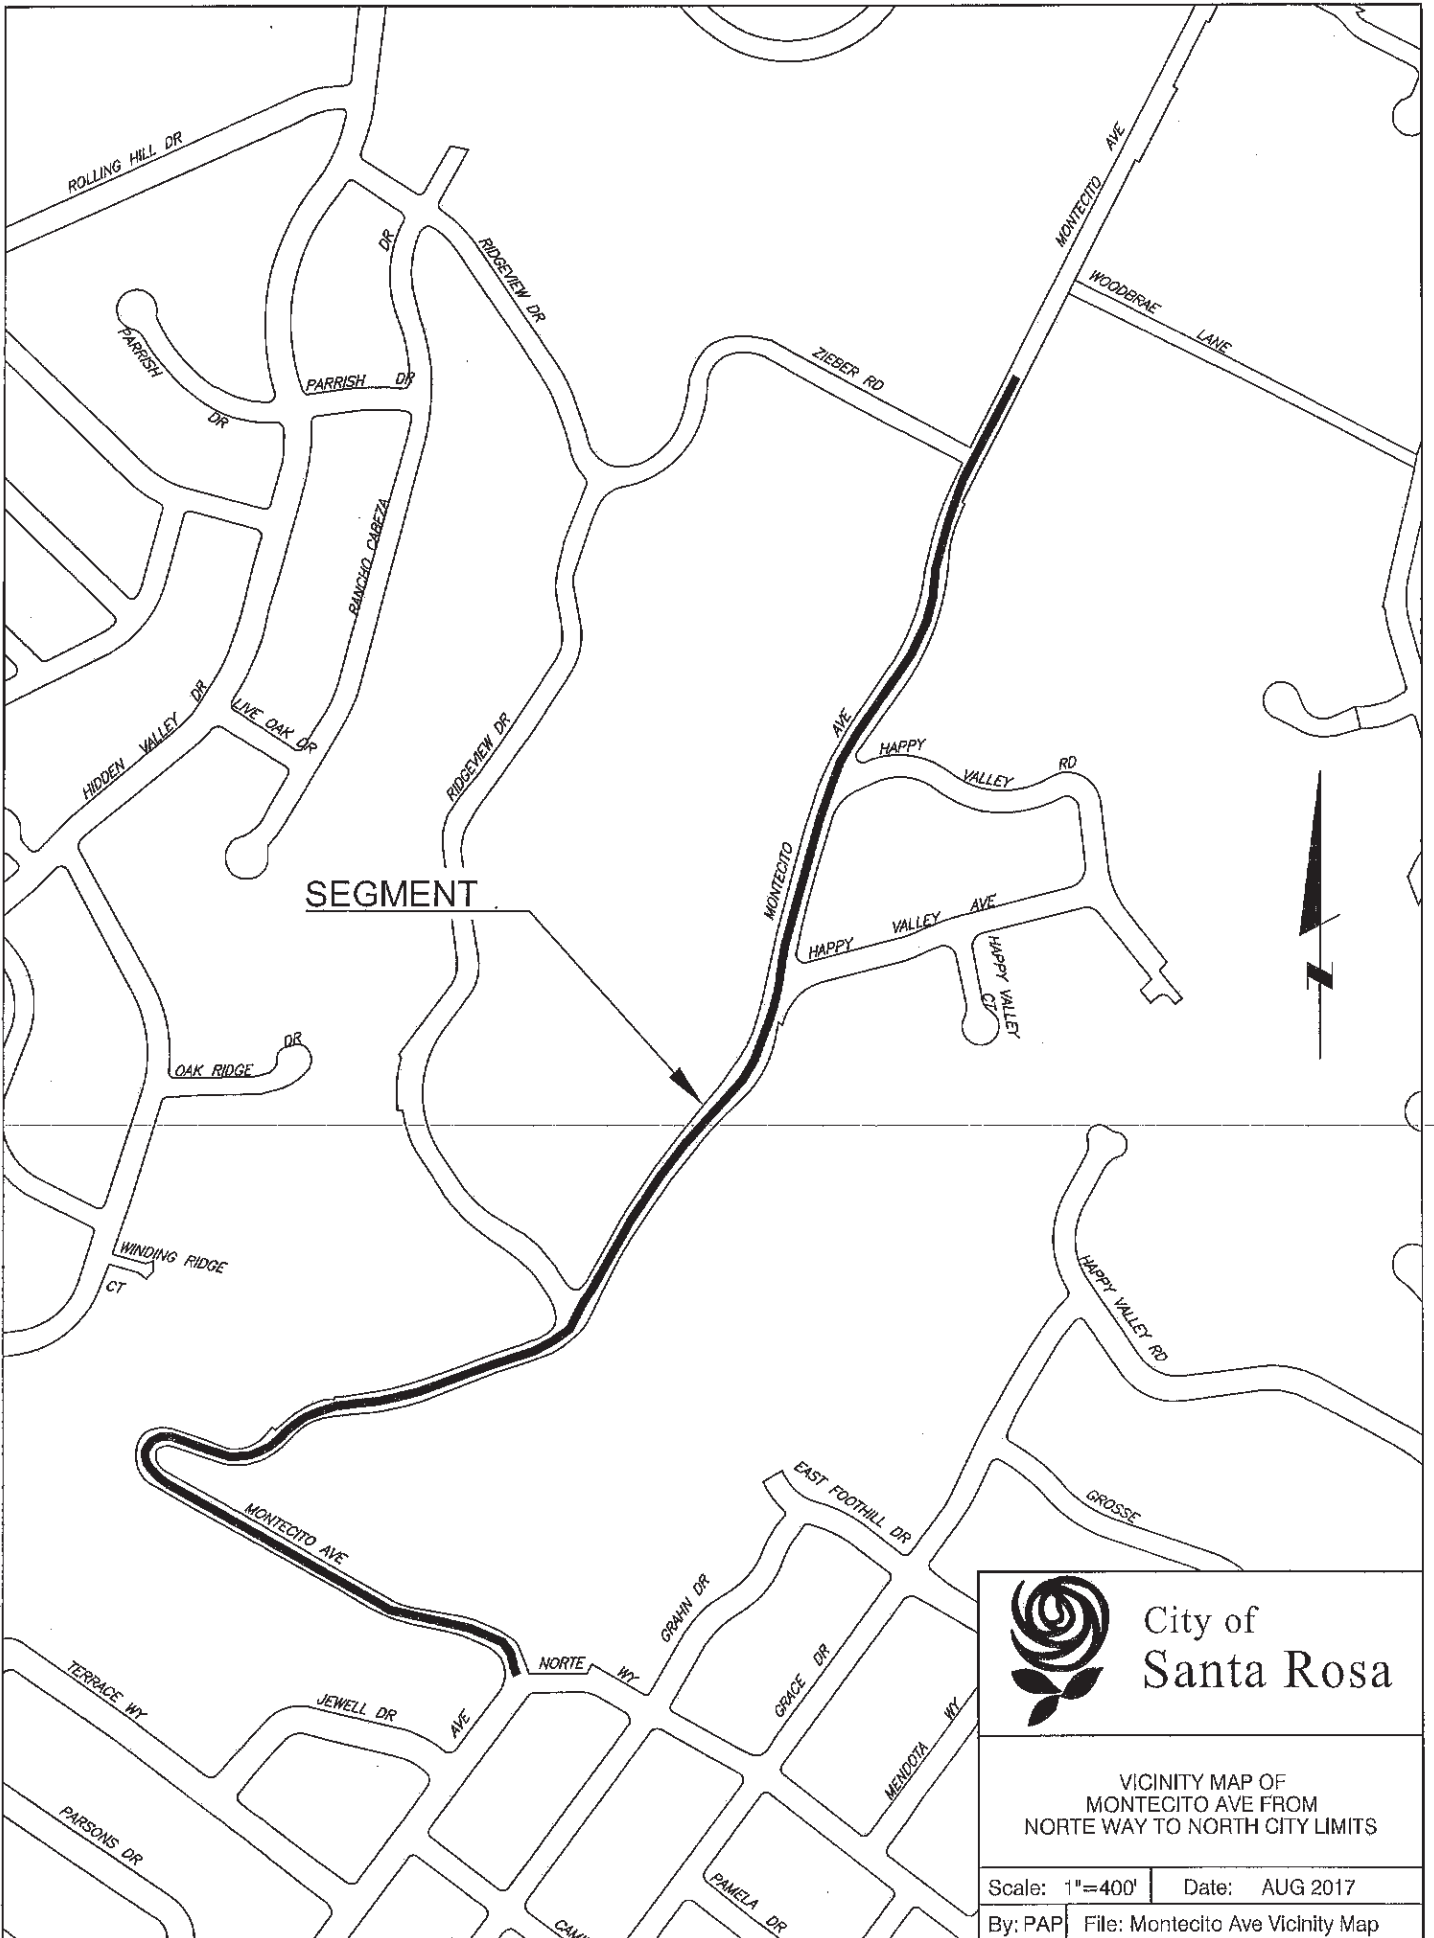 ROLLING HILL DR
MONTECITO AVE
RIDGEVIEW DR
DR
WOODBRAE LANE
PARRISH DR
PARRISH DR
ZIEBER RD
RANCHO CABEZA
HIDDEN VALLEY DR
LIVE OAK DR
RIDGEVIEW DR
MONTECITO AVE
HAPPY VALLEY RD
SEGMENT
HAPPY VALLEY AVE
HAPPY VALLEY CT
N
OAK RIDGE DR
WINDING RIDGE CT
HAPPY VALLEY RD
EAST FOOTHILL DR
GROSSE
MONTECITO AVE
GRAHN DR
NORTE WY
GRACE DR
TERRACE WY
JEWELL DR
AVE
MENDOTA WY
PARSONS DR
PAMELA DR
City of
Santa Rosa
VICINITY MAP OF
MONTECITO AVE FROM
NORTE WAY TO NORTH CITY LIMITS
Scale: 1"=400' Date: AUG 2017
By: PAP File: Montecito Ave Vicinity Map